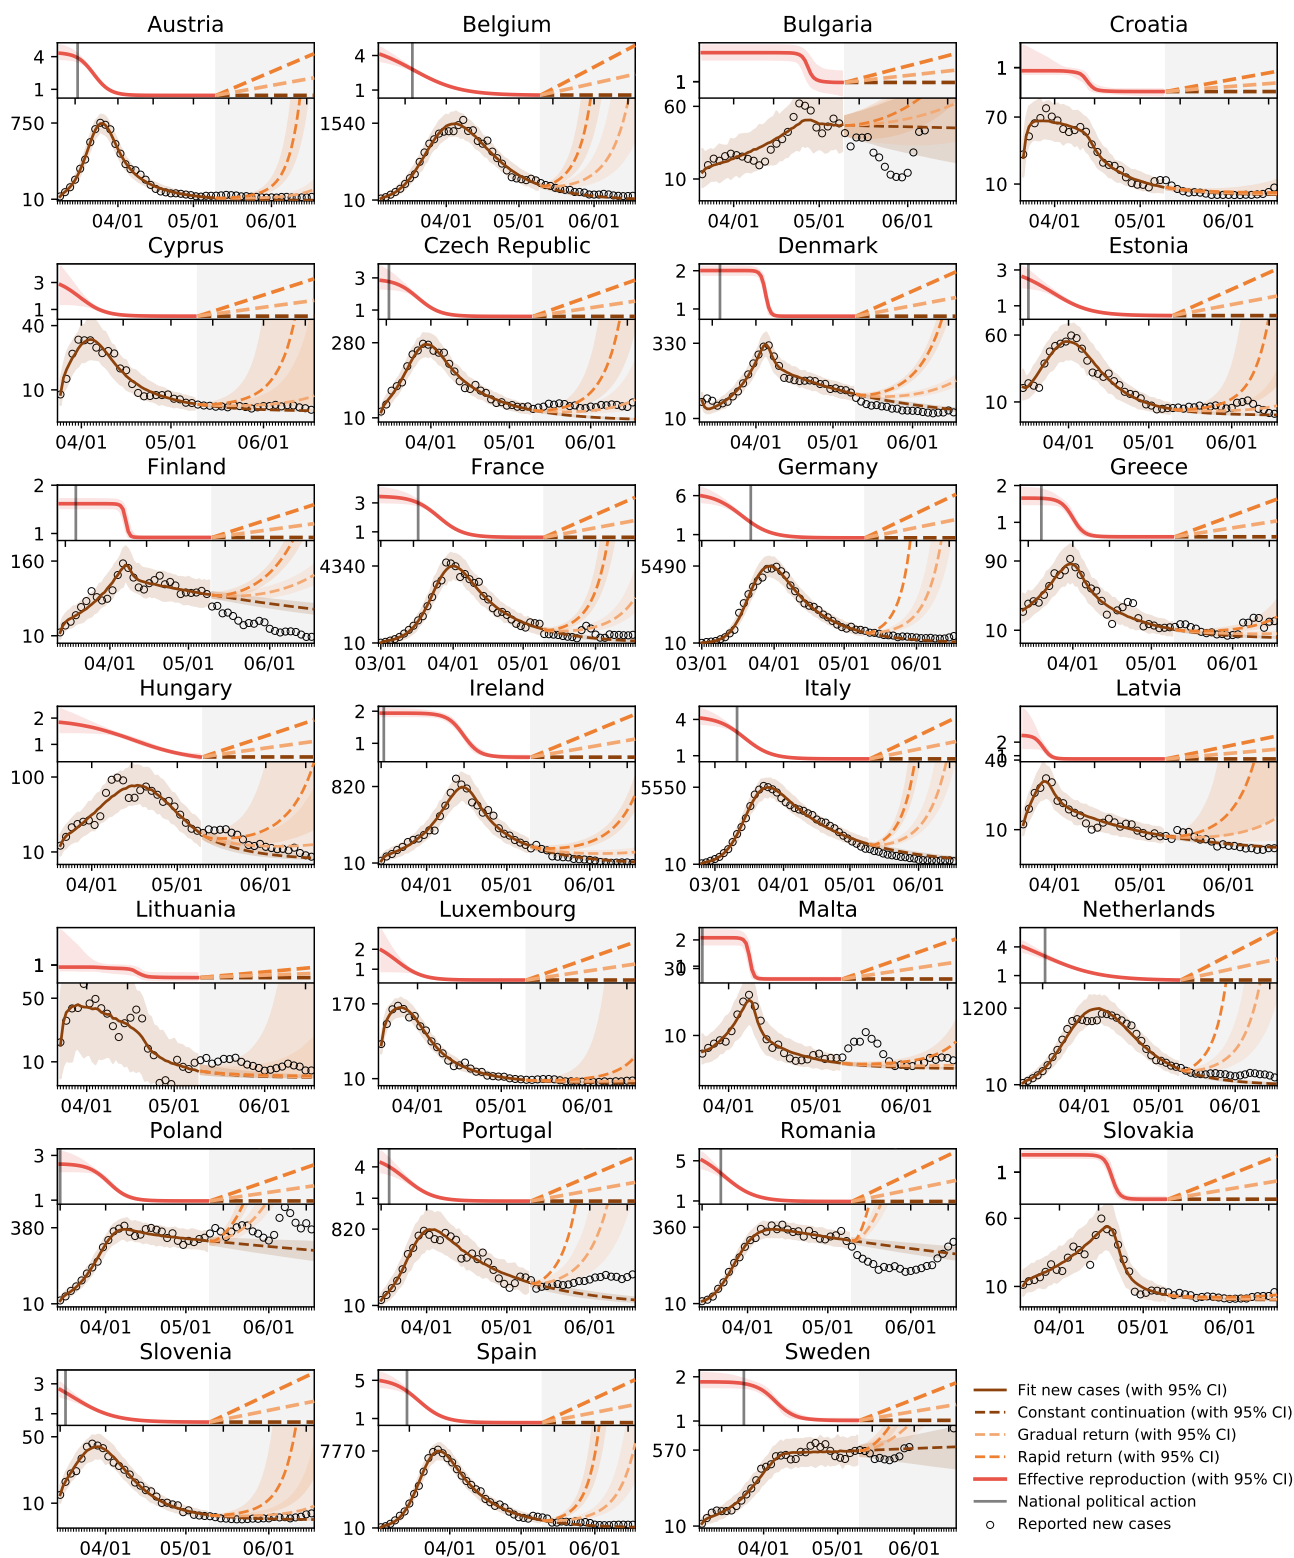 Austria
Belgium
Bulgaria
Croatia
4
1
750
10
04/01 05/01 06/01
4
1
1540
10
04/01 05/01 06/01
1
60
10
04/01 05/01 06/01
1
70
10
04/01 05/01 06/01
Cyprus
Czech Republic
Denmark
Estonia
3
1
40
10
04/01 05/01 06/01
3
1
280
10
04/01 05/01 06/01
2
1
330
10
04/01 05/01 06/01
3
1
60
10
04/01 05/01 06/01
Finland
France
Germany
Greece
2
1
160
10
04/01 05/01 06/01
3
1
4340
10
03/01 04/01 05/01 06/01
6
1
5490
10
03/01 04/01 05/01 06/01
2
1
90
10
04/01 05/01 06/01
Hungary
Ireland
Italy
Latvia
2
1
100
10
04/01 05/01 06/01
2
1
820
10
04/01 05/01 06/01
4
1
5550
10
03/01 04/01 05/01 06/01
2
1
40
10
04/01 05/01 06/01
Lithuania
Luxembourg
Malta
Netherlands
1
50
10
04/01 05/01 06/01
2
1
170
10
04/01 05/01 06/01
2
1
30
10
04/01 05/01 06/01
4
1
1200
10
04/01 05/01 06/01
Poland
Portugal
Romania
Slovakia
3
1
380
10
04/01 05/01 06/01
4
1
820
10
04/01 05/01 06/01
5
1
360
10
04/01 05/01 06/01
1
60
10
04/01 05/01 06/01
Slovenia
Spain
Sweden
3
1
50
10
04/01 05/01 06/01
5
1
7770
10
04/01 05/01 06/01
2
1
570
10
04/01 05/01 06/01
Fit new cases (with 95% CI)
Constant continuation (with 95% CI)
Gradual return (with 95% CI)
Rapid return (with 95% CI)
Effective reproduction (with 95% CI)
National political action
Reported new cases